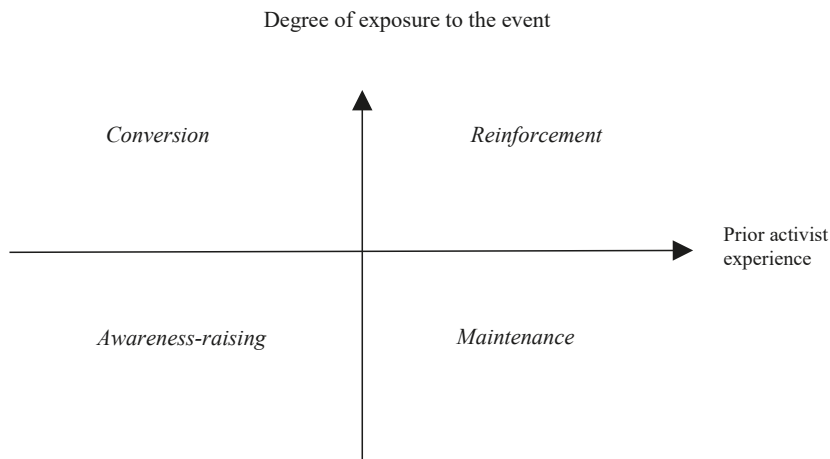 Degree of exposure to the event
Conversion
Reinforcement
Prior activist
experience
Awareness-raising
Maintenance